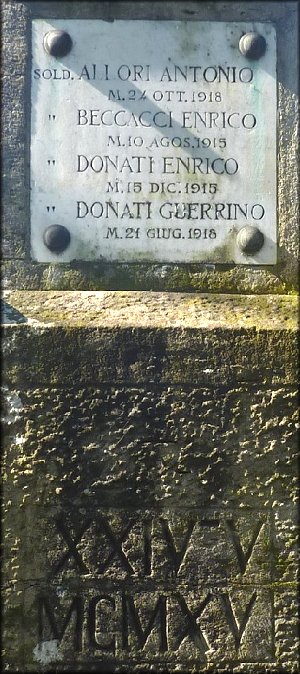 SOLD. ALLORI ANTONIO
M. 24 OTT. 1918
" BECCACCI ENRICO
M. 10 AGOS. 1915
" DONATI ENRICO
M. 15 DIC. 1915
" DONATI GUERRINO
M. 21 GIUG. 1918
XXIV-V
MCMXV